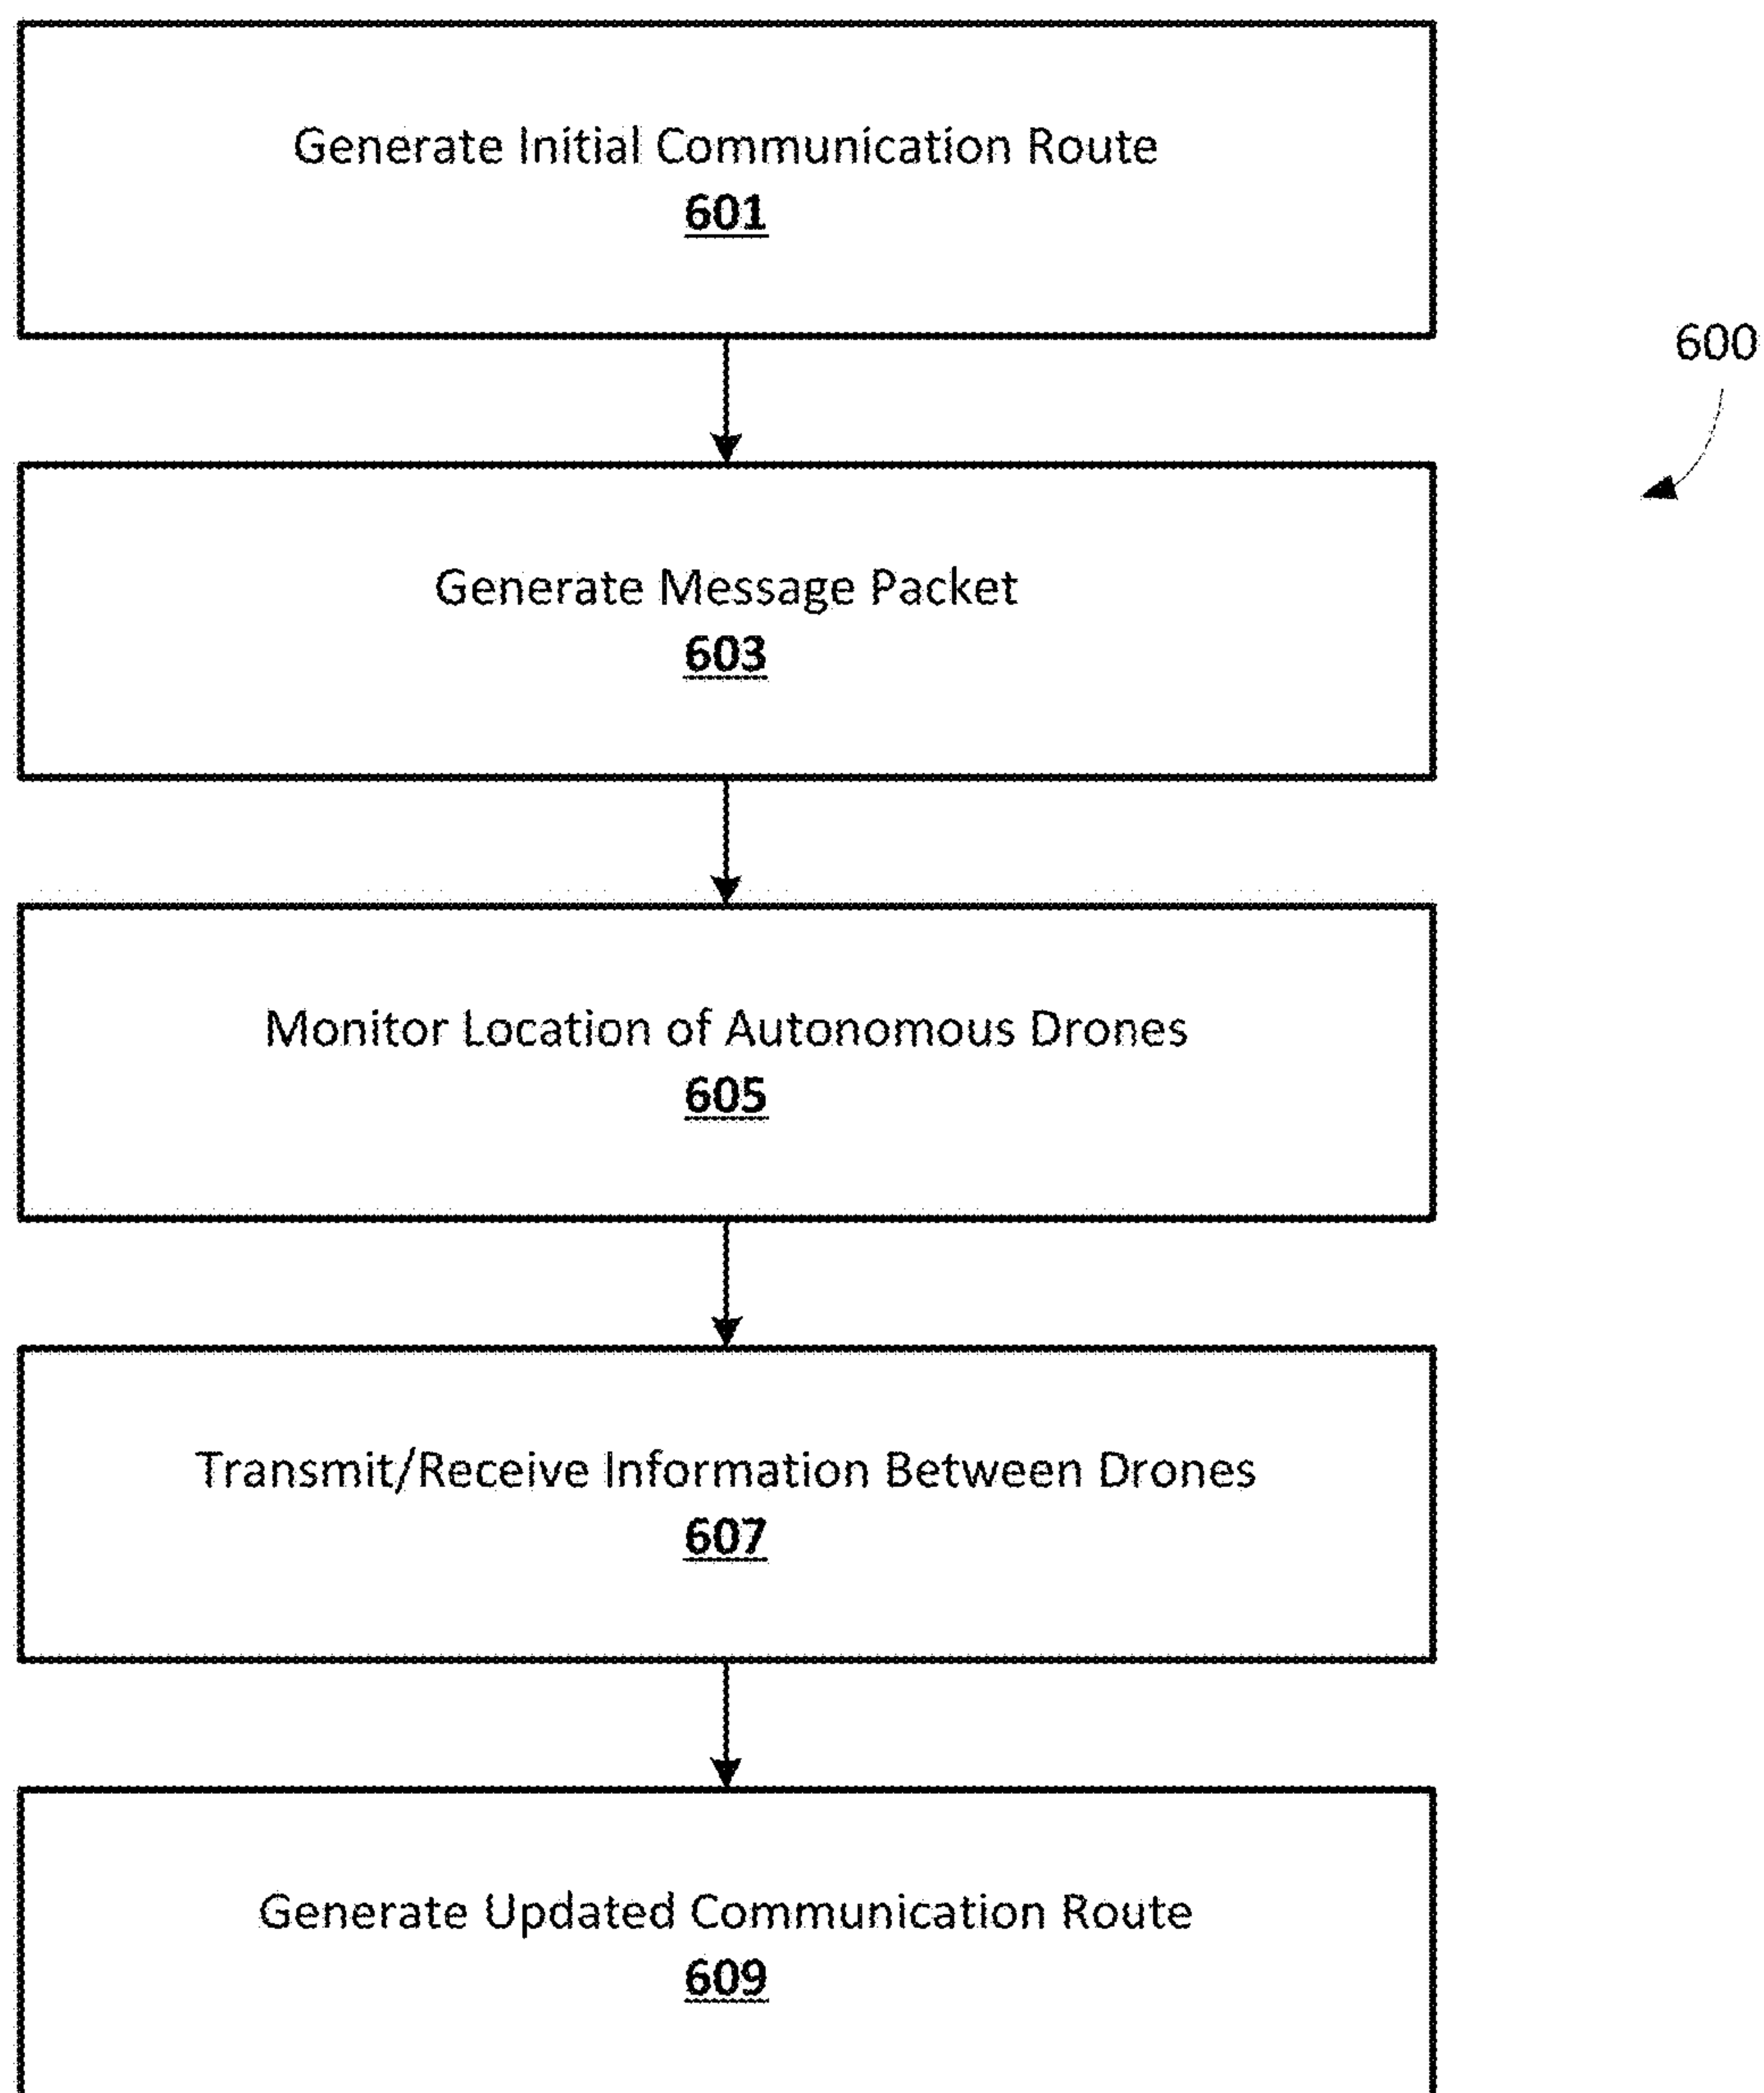 Generate Initial Communication Route
601
600
Generate Message Packet
603
Monitor Location of Autonomous Drones
605
Transmit/Receive Information Between Drones
607
Generate Updated Communication Route
609